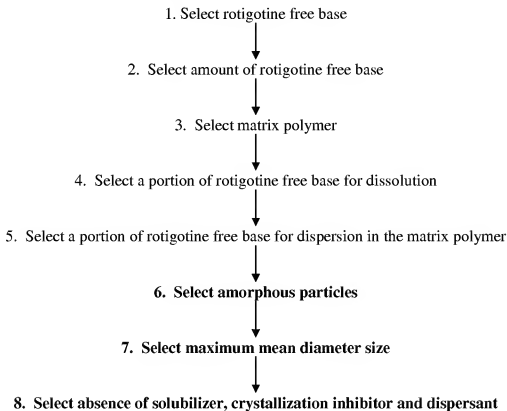 1. Select rotigotine free base
2. Select amount of rotigotine free base
3. Select matrix polymer
4. Select a portion of rotigotine free base for dissolution
5. Select a portion of rotigotine free base for dispersion in the matrix polymer
6. Select amorphous particles
7. Select maximum mean diameter size
8. Select absence of solubilizer, crystallization inhibitor and dispersant